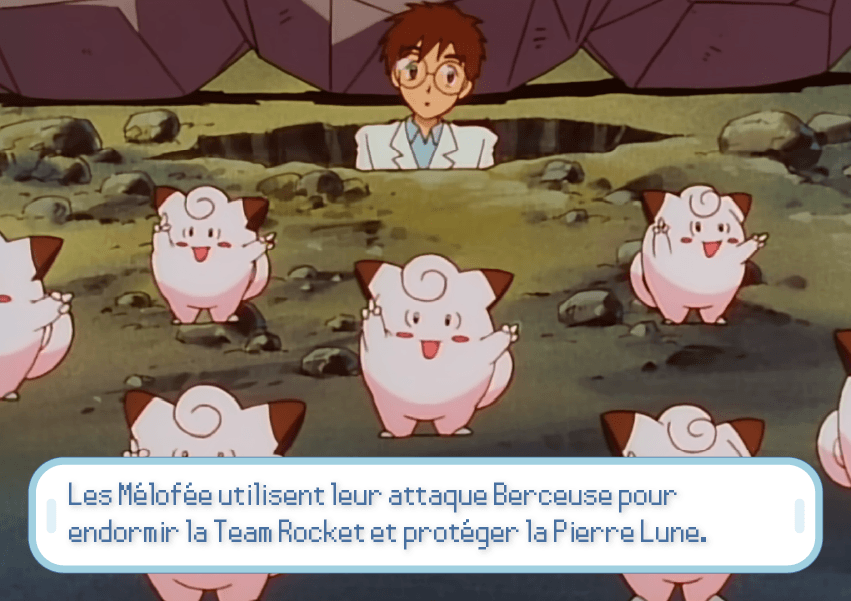 Les Mélofée utilisent leur attaque Berceuse pour
endormir la Team Rocket et protéger la Pierre Lune.